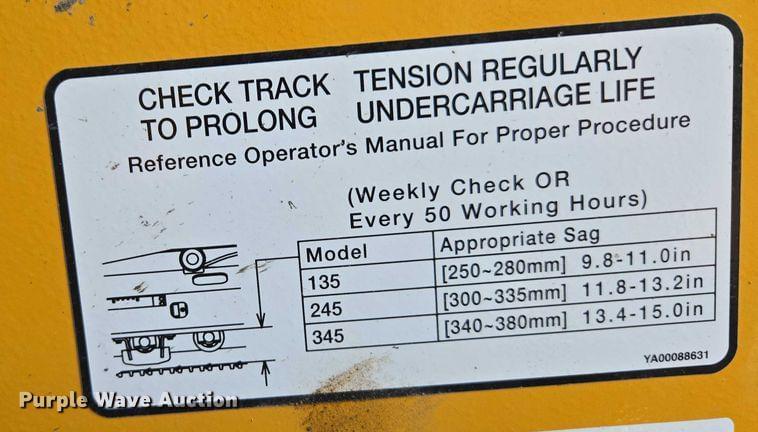 CHECK TRACK TENSION REGULARLY
TO PROLONG UNDERCARRIAGE LIFE
Reference Operator's Manual For Proper Procedure
(Weekly Check OR
Every 50 Working Hours)
Model Appropriate Sag
135 [250~280mm] 9.8-11.0in
245 [300~335mm] 11.8-13.2in
345 [340~380mm] 13.4-15.0in
YA00088631
Purple Wave Auction